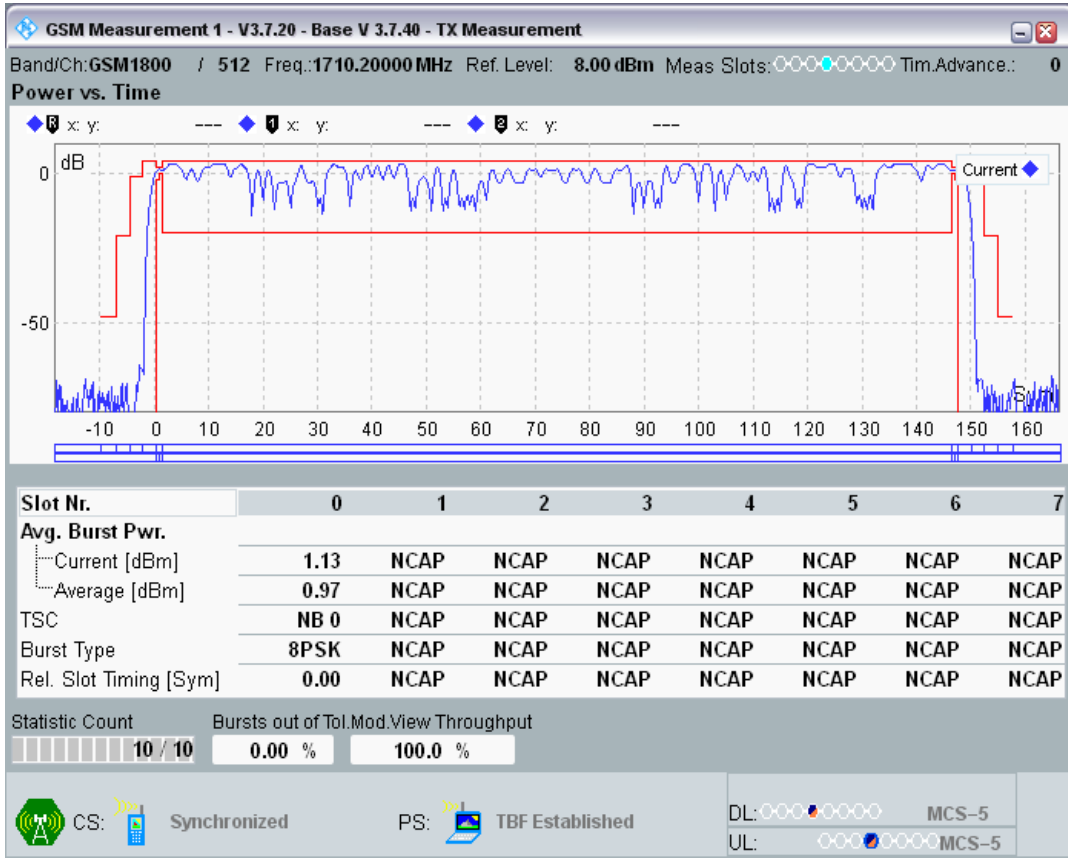 GSM Measurement 1 - V3.7.20 - Base V 3.7.40 - TX Measurement
Band/Ch:GSM1800 / 512 Freq.:1710.20000 MHz Ref. Level: 8.00 dBm Meas Slots: Tim.Advance.: 0
Power vs. Time
R x: y: --- 1 x: y: --- 2 x: y: ---
dB
Current
0
-50
-10 0 10 20 30 40 50 60 70 80 90 100 110 120 130 140 150 160
Slot Nr. 0 1 2 3 4 5 6 7
Avg. Burst Pwr.
Current [dBm] 1.13 NCAP NCAP NCAP NCAP NCAP NCAP NCAP
Average [dBm] 0.97 NCAP NCAP NCAP NCAP NCAP NCAP NCAP
TSC NB 0 NCAP NCAP NCAP NCAP NCAP NCAP NCAP
Burst Type 8PSK NCAP NCAP NCAP NCAP NCAP NCAP NCAP
Rel. Slot Timing [Sym] 0.00 NCAP NCAP NCAP NCAP NCAP NCAP NCAP
Statistic Count Bursts out of Tol.Mod.View Throughput
10 / 10 0.00 % 100.0 %
CS: Synchronized PS: TBF Established DL: MCS-5
UL: MCS-5